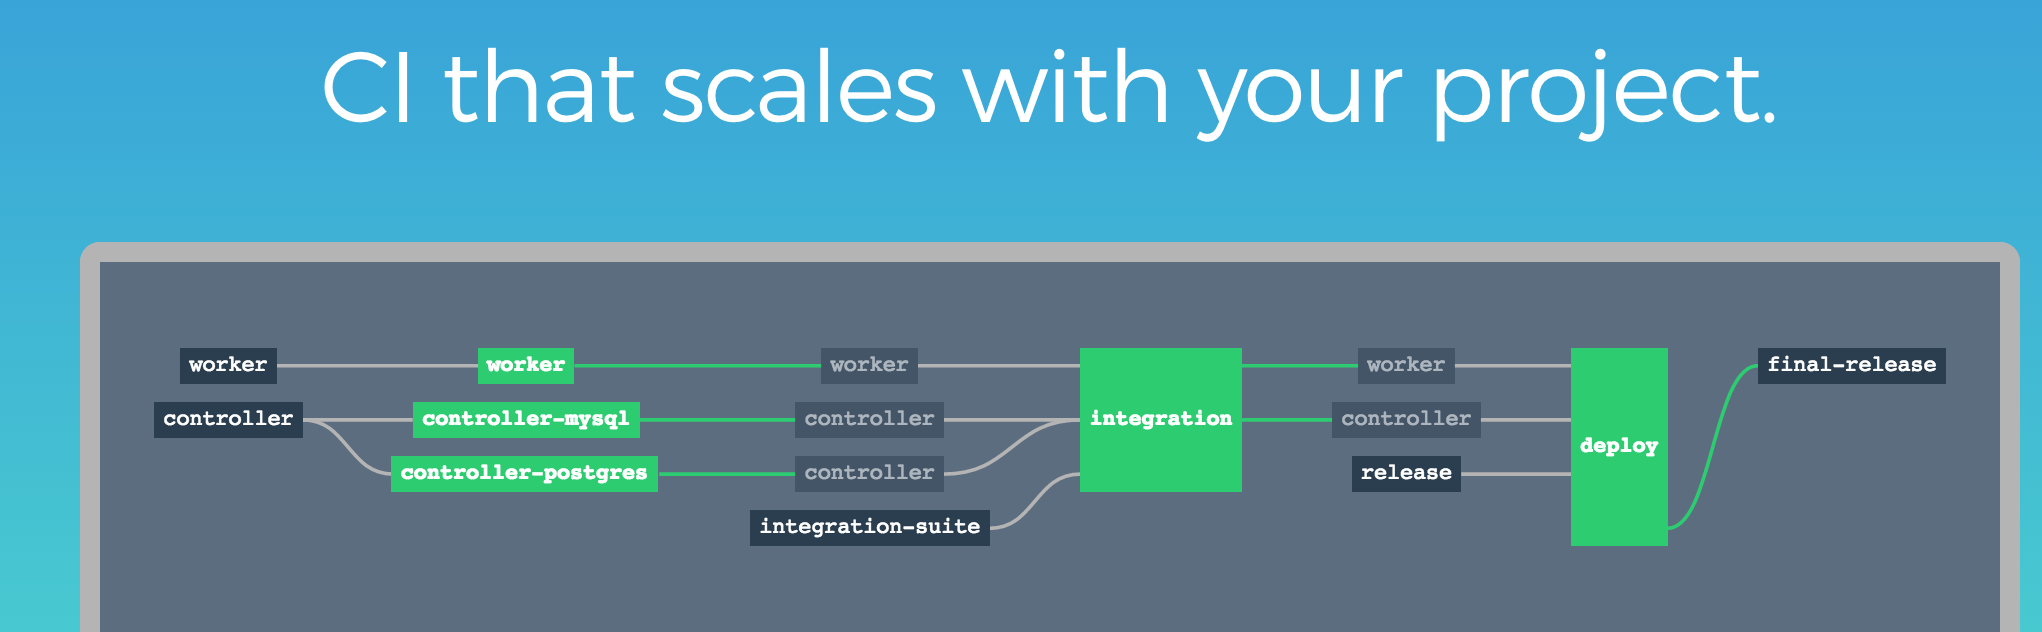 CI that scales with your project.
worker worker worker worker final-release
controller controller-mysql controller integration controller
deploy
controller-postgres controller release
integration-suite